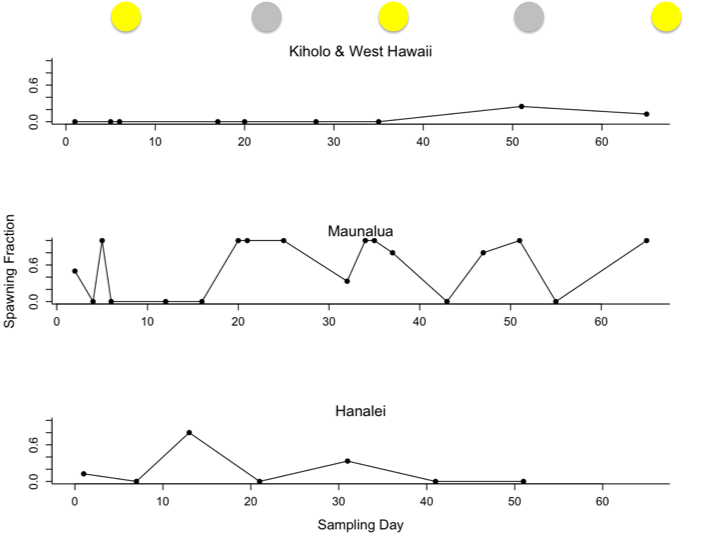 Kiholo & West Hawaii
0.6
0.0
0 10 20 30 40 50 60
Maunalua
Spawning Fraction
0.6
0.0
0 10 20 30 40 50 60
Hanalei
0.6
0.0
0 10 20 30 40 50 60
Sampling Day